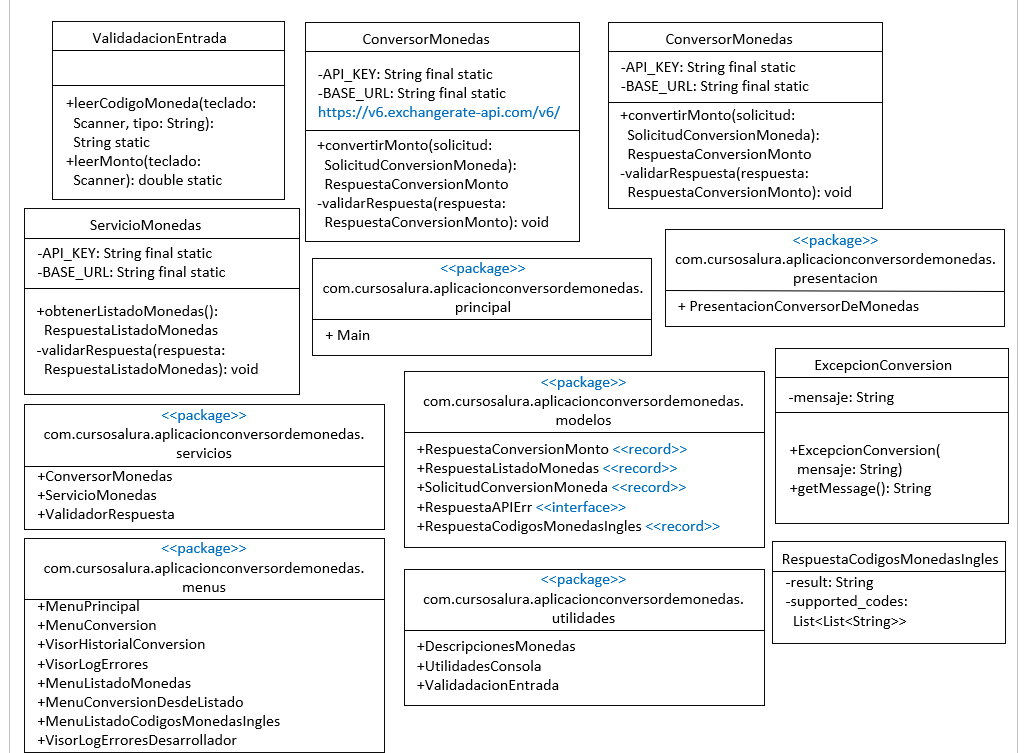 ValidadacionEntrada
+leerCodigoMoneda(teclado:
Scanner, tipo: String):
String static
+leerMonto(teclado:
Scanner): double static
ConversorMonedas
-API_KEY: String final static
-BASE_URL: String final static
https://v6.exchangerate-api.com/v6/
+convertirMonto(solicitud:
SolicitudConversionMoneda):
RespuestaConversionMonto
-validarRespuesta(respuesta:
RespuestaConversionMonto): void
ConversorMonedas
-API_KEY: String final static
-BASE_URL: String final static
+convertirMonto(solicitud:
SolicitudConversionMoneda):
RespuestaConversionMonto
-validarRespuesta(respuesta:
RespuestaConversionMonto): void
ServicioMonedas
-API_KEY: String final static
-BASE_URL: String final static
+obtenerListadoMonedas():
RespuestaListadoMonedas
-validarRespuesta(respuesta:
RespuestaListadoMonedas): void
<<package>>
com.cursosalura.aplicacionconversordemonedas.
principal
+ Main
<<package>>
com.cursosalura.aplicacionconversordemonedas.
presentacion
+ PresentacionConversorDeMonedas
<<package>>
com.cursosalura.aplicacionconversordemonedas.
servicios
+ConversorMonedas
+ServicioMonedas
+ValidadorRespuesta
<<package>>
com.cursosalura.aplicacionconversordemonedas.
modelos
+RespuestaConversionMonto <<record>>
+RespuestaListadoMonedas <<record>>
+SolicitudConversionMoneda <<record>>
+RespuestaAPIErr <<interface>>
+RespuestaCodigosMonedasIngles <<record>>
ExcepcionConversion
-mensaje: String
+ExcepcionConversion(
mensaje: String)
+getMessage(): String
<<package>>
com.cursosalura.aplicacionconversordemonedas.
menus
+MenuPrincipal
+MenuConversion
+VisorHistorialConversion
+VisorLogErrores
+MenuListadoMonedas
+MenuConversionDesdeListado
+MenuListadoCodigosMonedasIngles
+VisorLogErroresDesarrollador
<<package>>
com.cursosalura.aplicacionconversordemonedas.
utilidades
+DescripcionesMonedas
+UtilidadesConsola
+ValidadacionEntrada
RespuestaCodigosMonedasIngles
-result: String
-supported_codes:
List<List<String>>